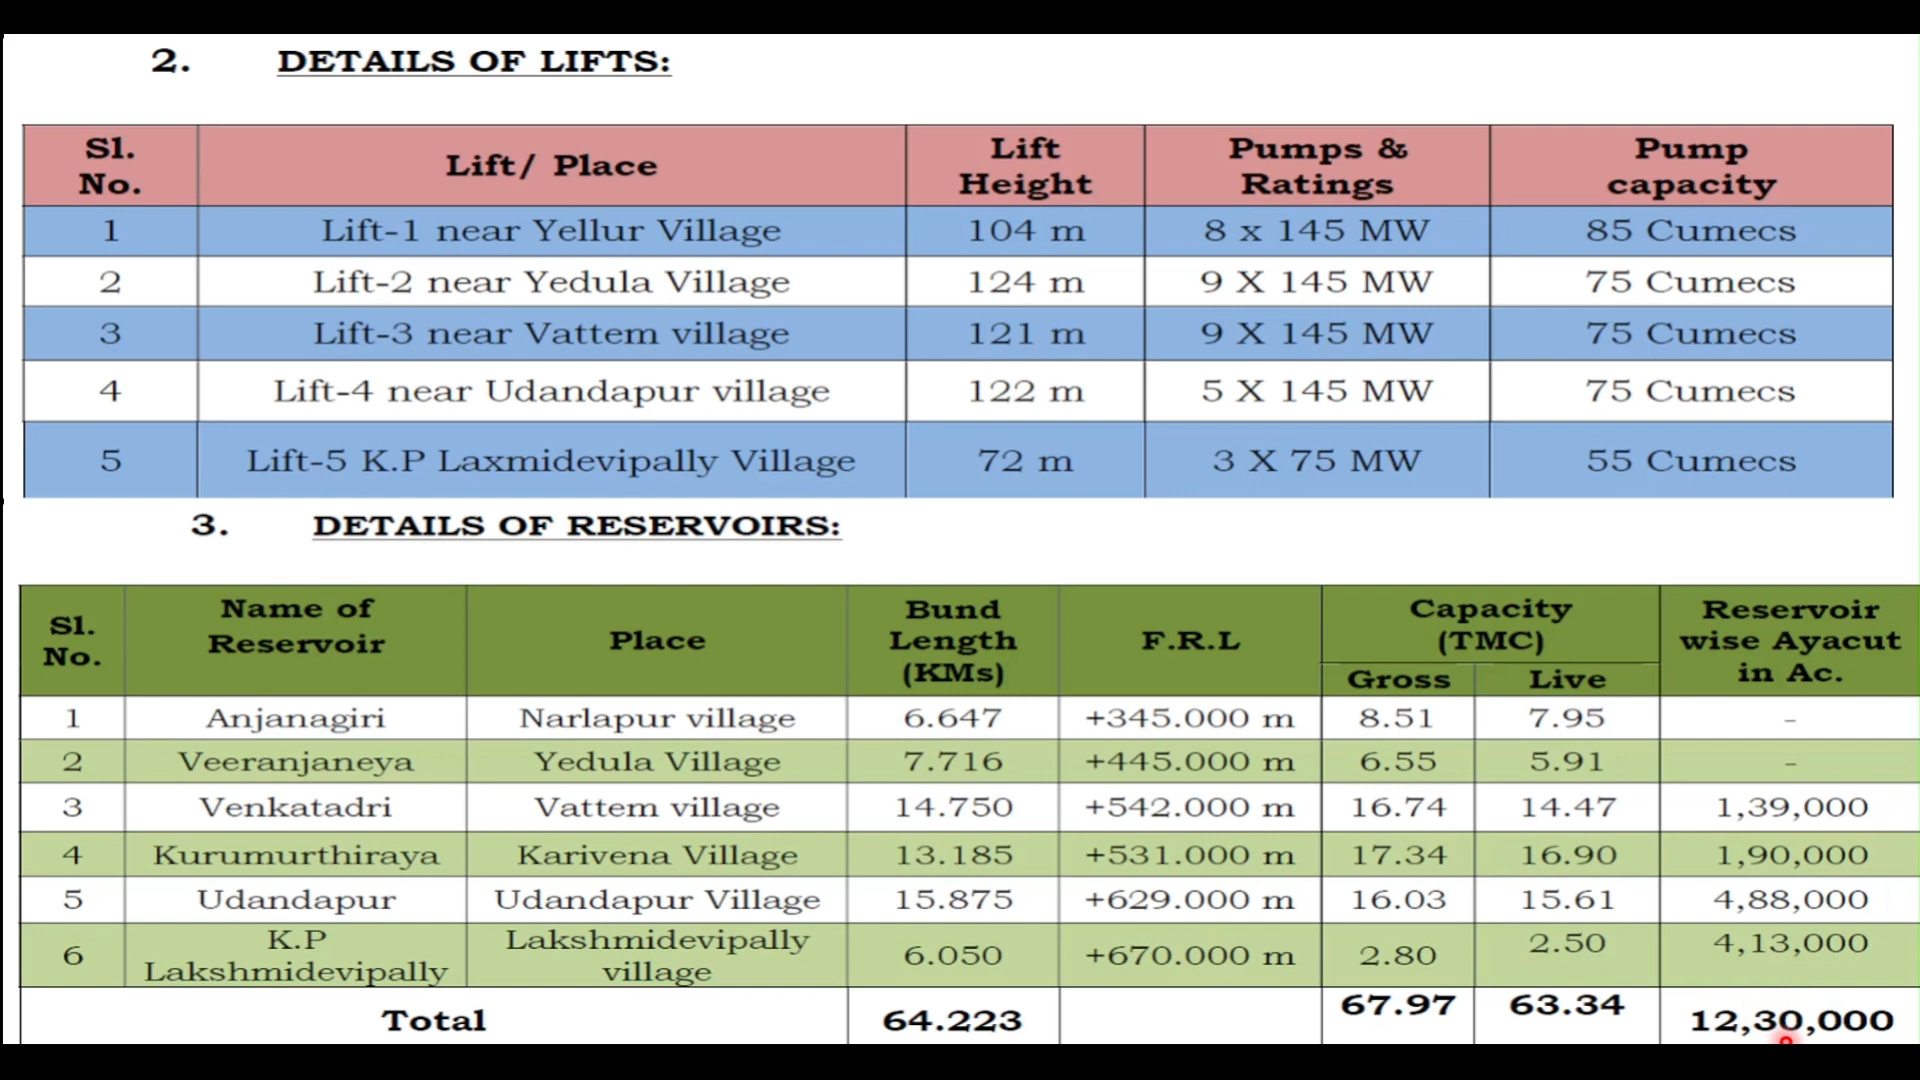 2. DETAILS OF LIFTS:
Sl. No. Lift/ Place Lift Height Pumps & Ratings Pump capacity
1 Lift-1 near Yellur Village 104 m 8 x 145 MW 85 Cumecs
2 Lift-2 near Yedula Village 124 m 9 X 145 MW 75 Cumecs
3 Lift-3 near Vattem village 121 m 9 X 145 MW 75 Cumecs
4 Lift-4 near Udandapur village 122 m 5 X 145 MW 75 Cumecs
5 Lift-5 K.P Laxmidevipally Village 72 m 3 X 75 MW 55 Cumecs
3. DETAILS OF RESERVOIRS:
Sl. No. Name of Reservoir Place Bund Length (KMs) F.R.L Capacity (TMC) Reservoir wise Ayacut in Ac.
Gross Live
1 Anjanagiri Narlapur village 6.647 +345.000 m 8.51 7.95 -
2 Veeranjaneya Yedula Village 7.716 +445.000 m 6.55 5.91 -
3 Venkatadri Vattem village 14.750 +542.000 m 16.74 14.47 1,39,000
4 Kurumurthiraya Karivena Village 13.185 +531.000 m 17.34 16.90 1,90,000
5 Udandapur Udandapur Village 15.875 +629.000 m 16.03 15.61 4,88,000
6 K.P Lakshmidevipally Lakshmidevipally village 6.050 +670.000 m 2.80 2.50 4,13,000
Total 64.223 67.97 63.34 12,30,000